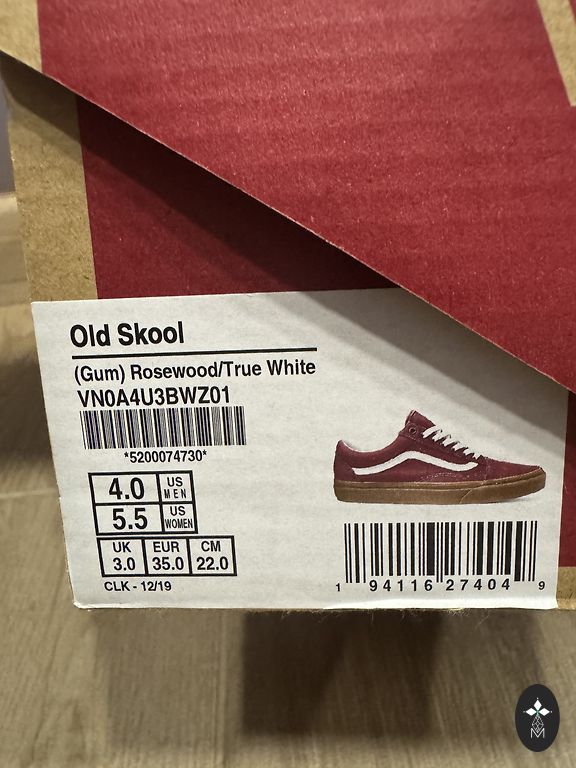 Old Skool
(Gum) Rosewood/True White
VN0A4U3BWZ01
*5200074730*
4.0 US MEN
5.5 US WOMEN
UK EUR CM
3.0 35.0 22.0
CLK - 12/19
1 94116 27404 9
M